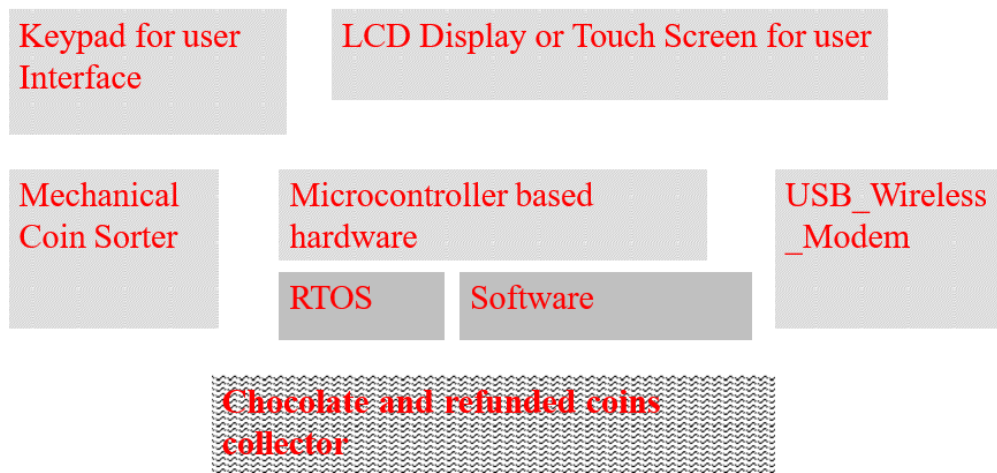 Keypad for user
Interface
LCD Display or Touch Screen for user
Mechanical
Coin Sorter
Microcontroller based
hardware
USB_Wireless
_Modem
RTOS
Software
Chocolate and refunded coins
collector